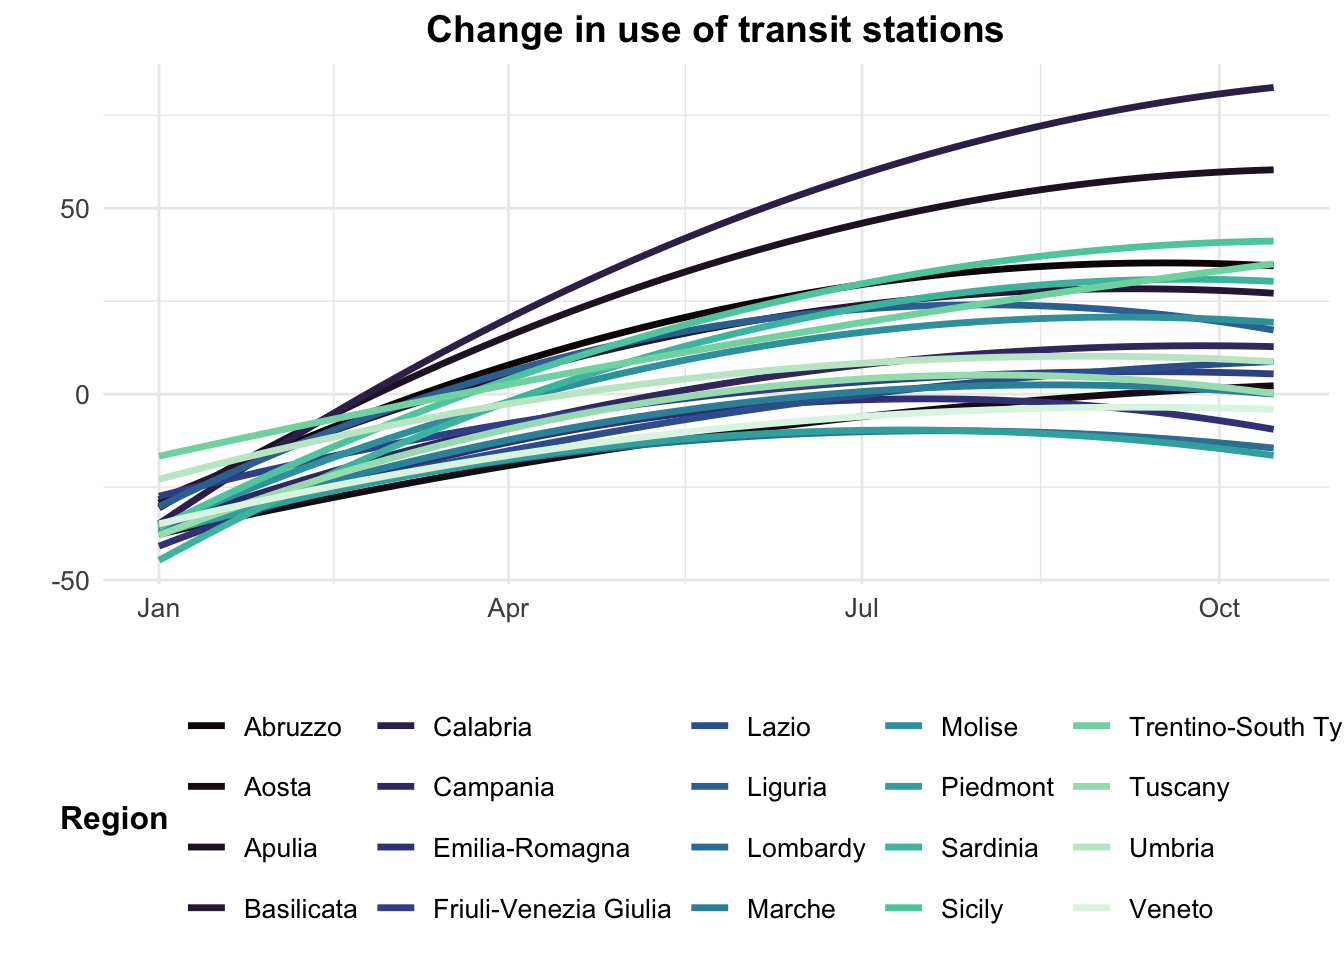 Change in use of transit stations
50
0
-50
Jan Apr Jul Oct
Abruzzo Calabria Lazio Molise Trentino-South Ty
Aosta Campania Liguria Piedmont Tuscany
Region
Apulia Emilia-Romagna Lombardy Sardinia Umbria
Basilicata Friuli-Venezia Giulia Marche Sicily Veneto